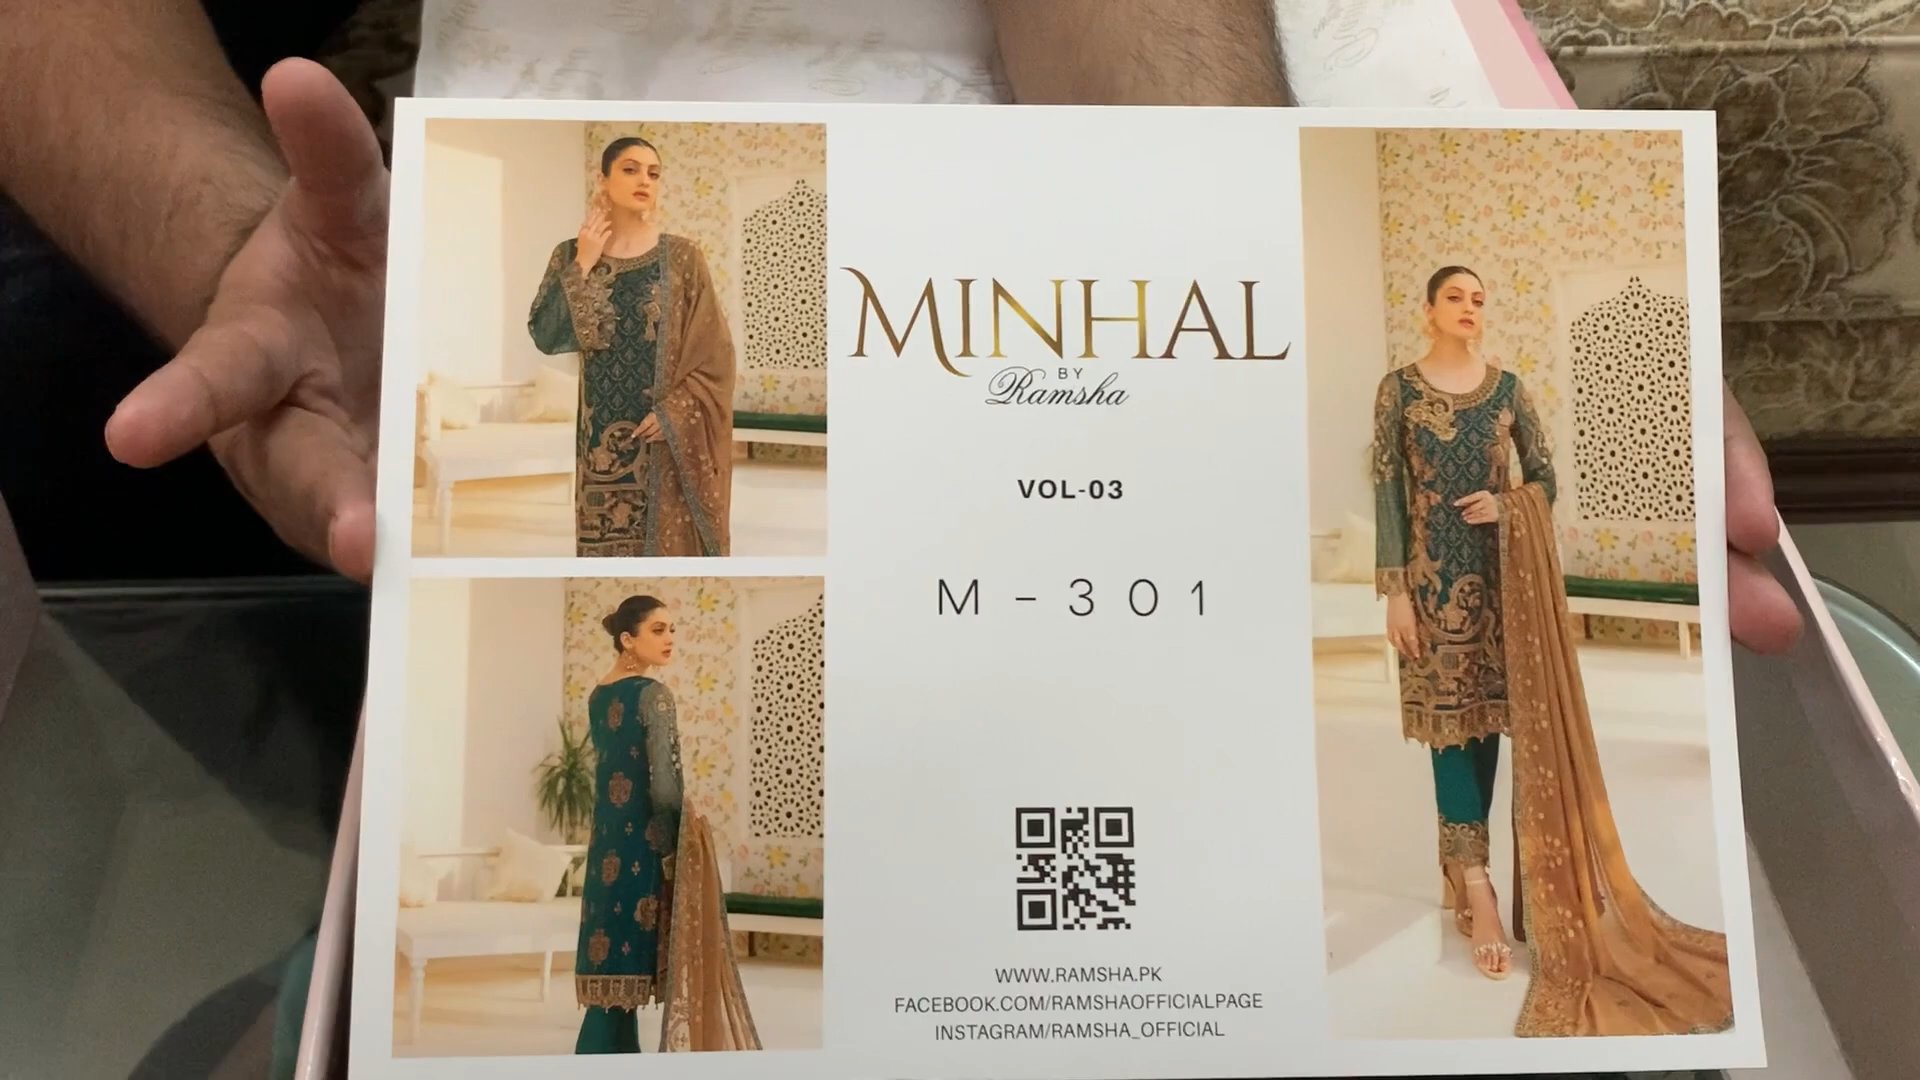 MINHAL
BY
Ramsha
VOL-03
M-301
WWW.RAMSHA.PK
FACEBOOK.COM/RAMSHAOFFICIALPAGE
INSTAGRAM/RAMSHA_OFFICIAL